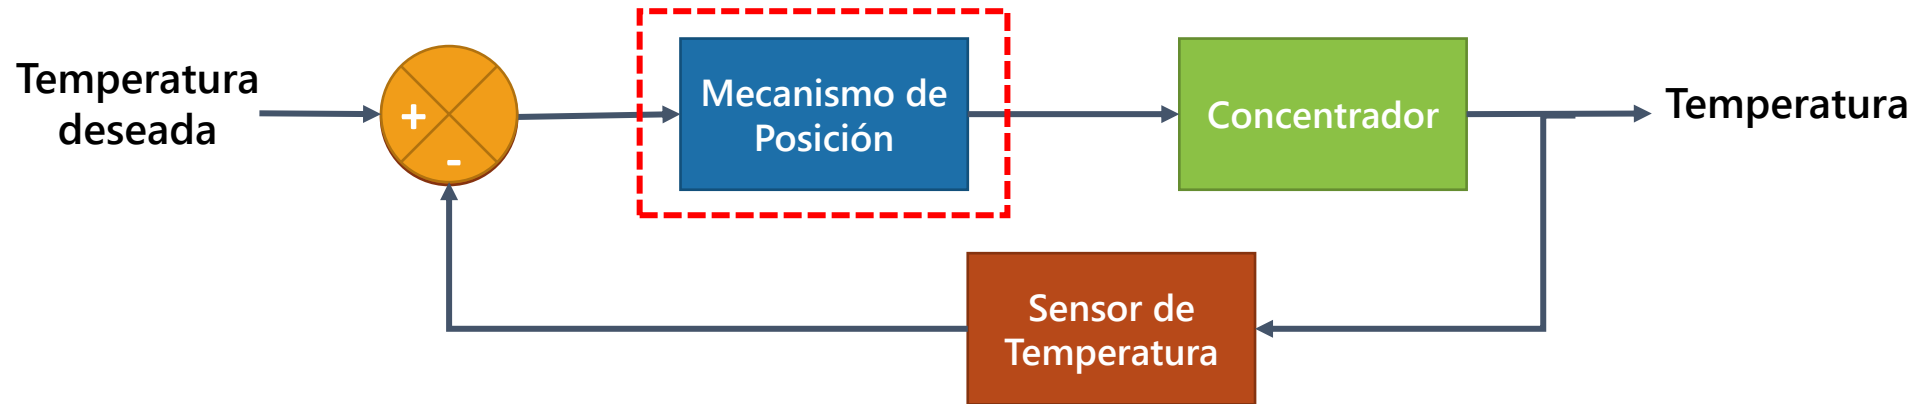 Temperatura
deseada
+
-
Mecanismo de
Posición
Concentrador
Temperatura
Sensor de
Temperatura